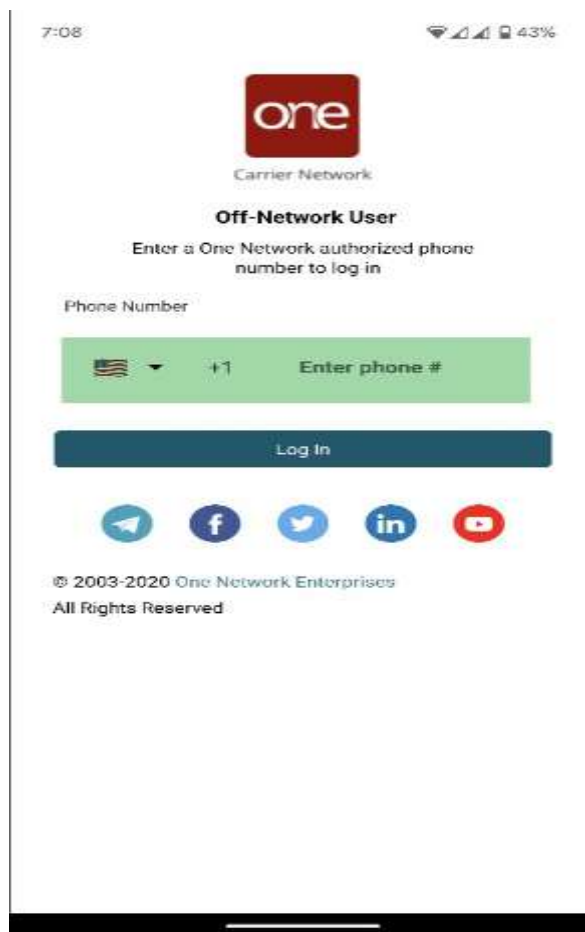 7:08 43%
one
Carrier Network
Off-Network User
Enter a One Network authorized phone
number to log in
Phone Number
+1 Enter phone #
Log In
f in
© 2003-2020 One Network Enterprises
All Rights Reserved